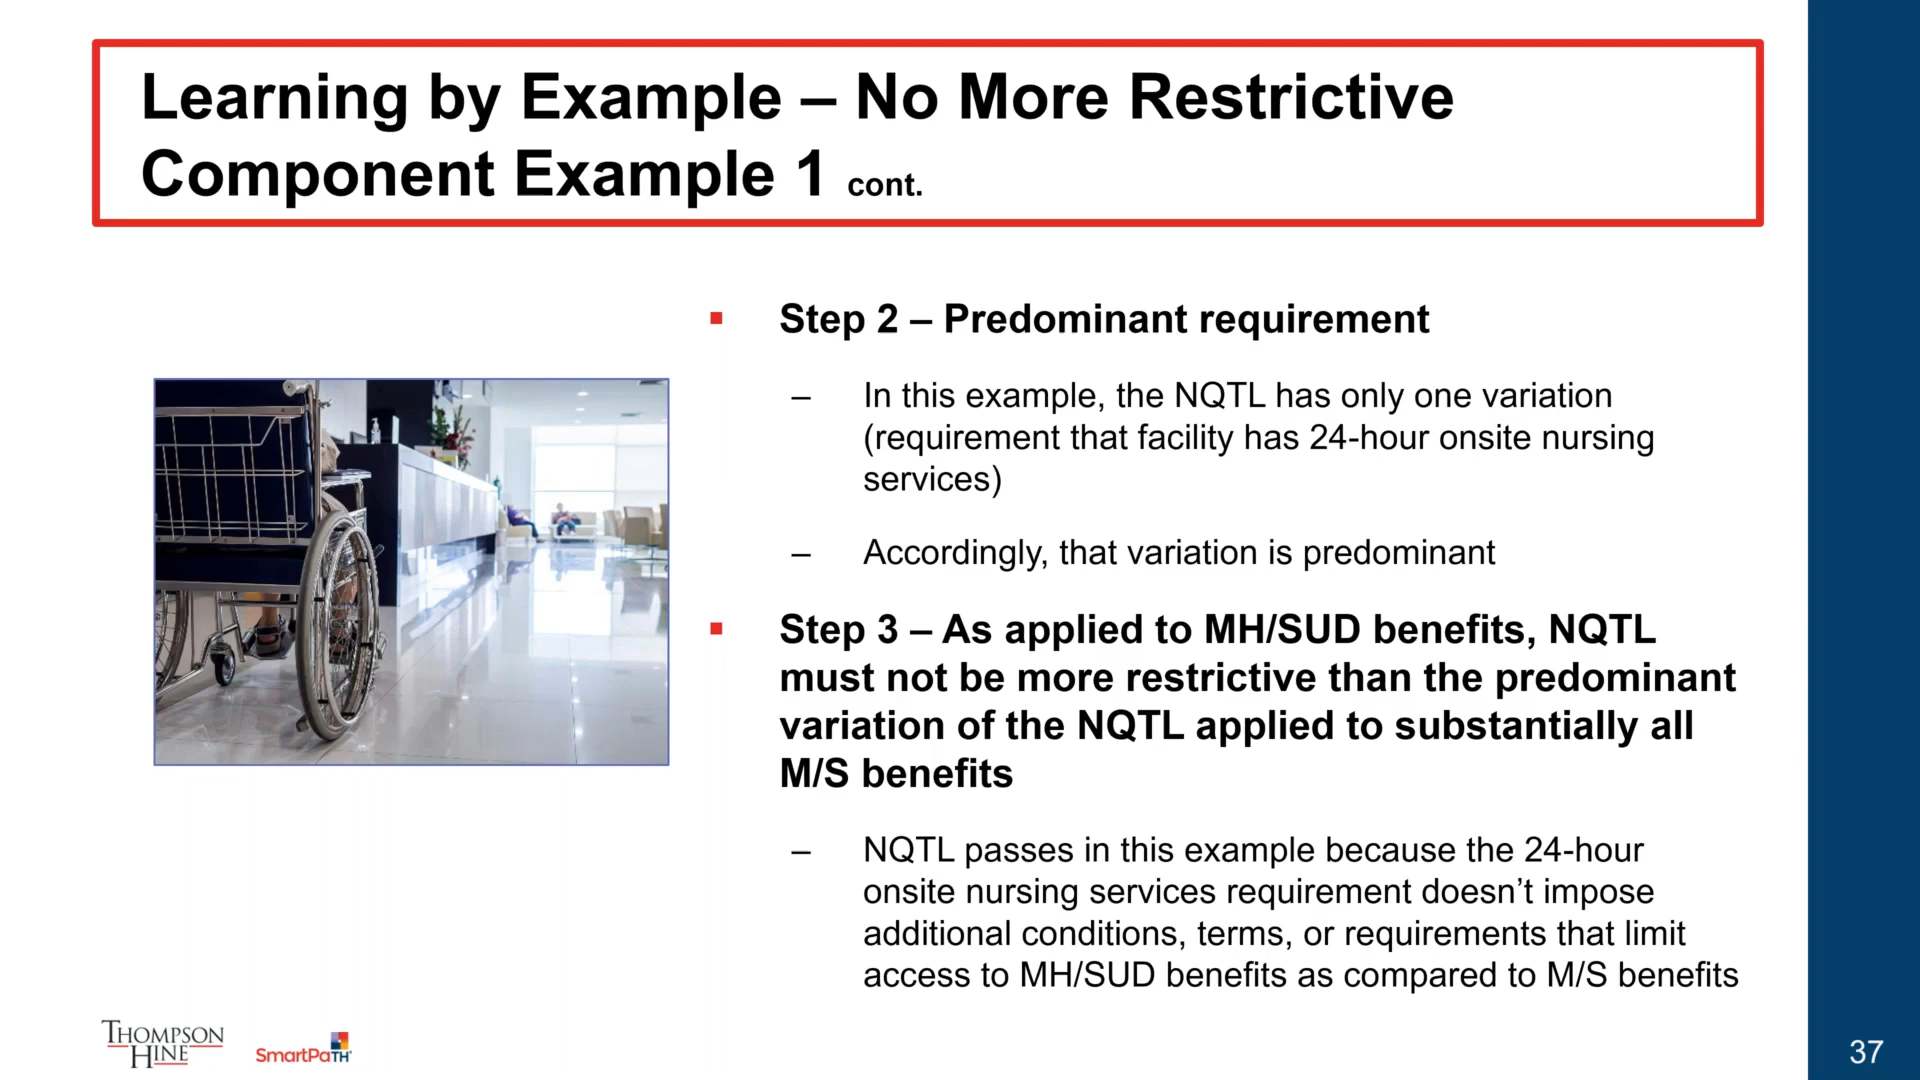 Learning by Example – No More Restrictive
Component Example 1 cont.
▪ Step 2 – Predominant requirement
– In this example, the NQTL has only one variation
(requirement that facility has 24-hour onsite nursing
services)
– Accordingly, that variation is predominant
▪ Step 3 – As applied to MH/SUD benefits, NQTL
must not be more restrictive than the predominant
variation of the NQTL applied to substantially all
M/S benefits
– NQTL passes in this example because the 24-hour
onsite nursing services requirement doesn’t impose
additional conditions, terms, or requirements that limit
access to MH/SUD benefits as compared to M/S benefits
THOMPSON
HINE
SmartPaTH
37